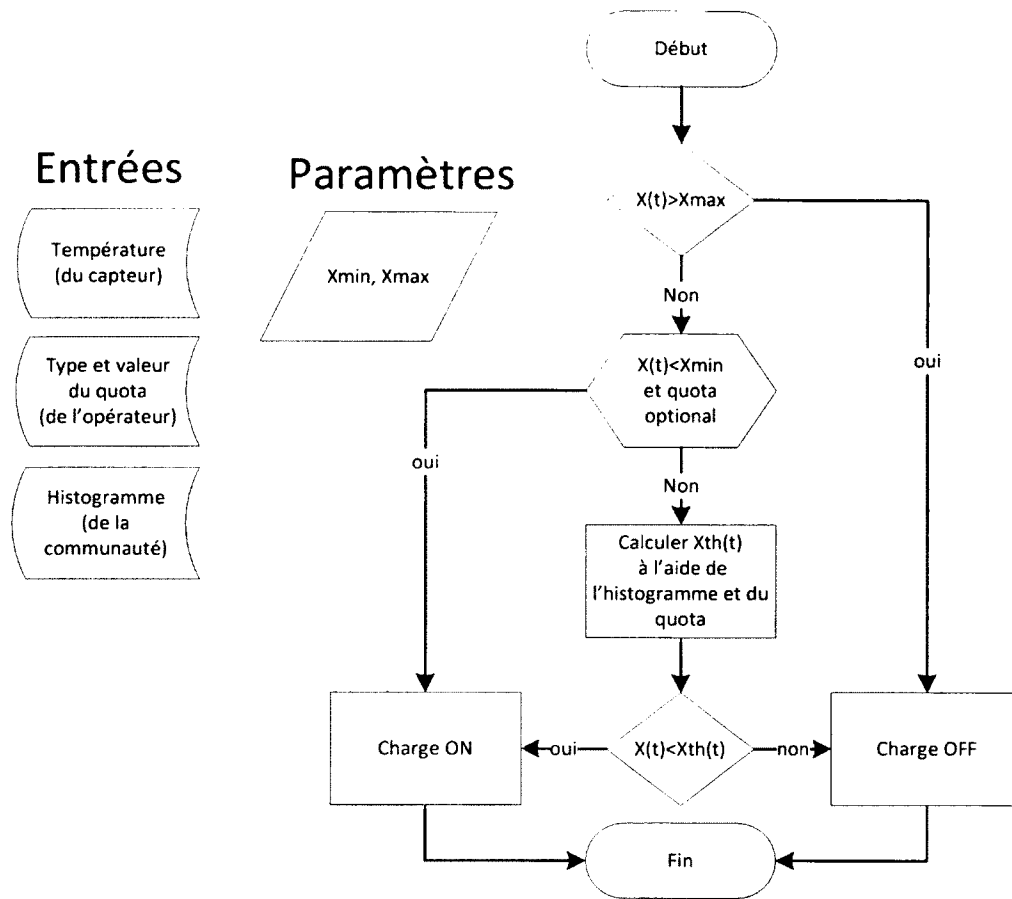 Entrées
Température
(du capteur)
Type et valeur
du quota
(de l'opérateur)
Histogramme
(de la
communauté)
Paramètres
Xmin, Xmax
Début
X(t)>Xmax
Non
oui
X(t)<Xmin
et quota
optional
oui
Non
Calculer Xth(t)
à l'aide de
l'histogramme et du
quota
Charge ON
oui
X(t)<Xth(t)
non
Charge OFF
Fin